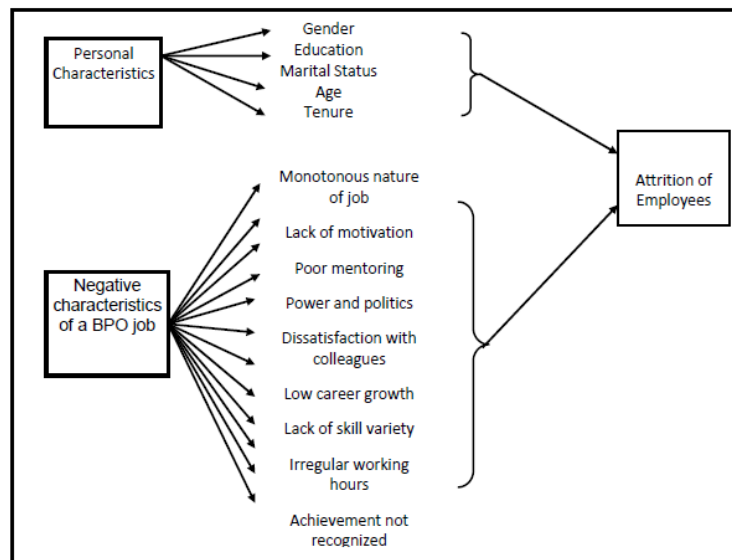 Personal
Characteristics
Gender
Education
Marital Status
Age
Tenure
Attrition of
Employees
Negative
characteristics
of a BPO job
Monotonous nature
of job
Lack of motivation
Poor mentoring
Power and politics
Dissatisfaction with
colleagues
Low career growth
Lack of skill variety
Irregular working
hours
Achievement not
recognized